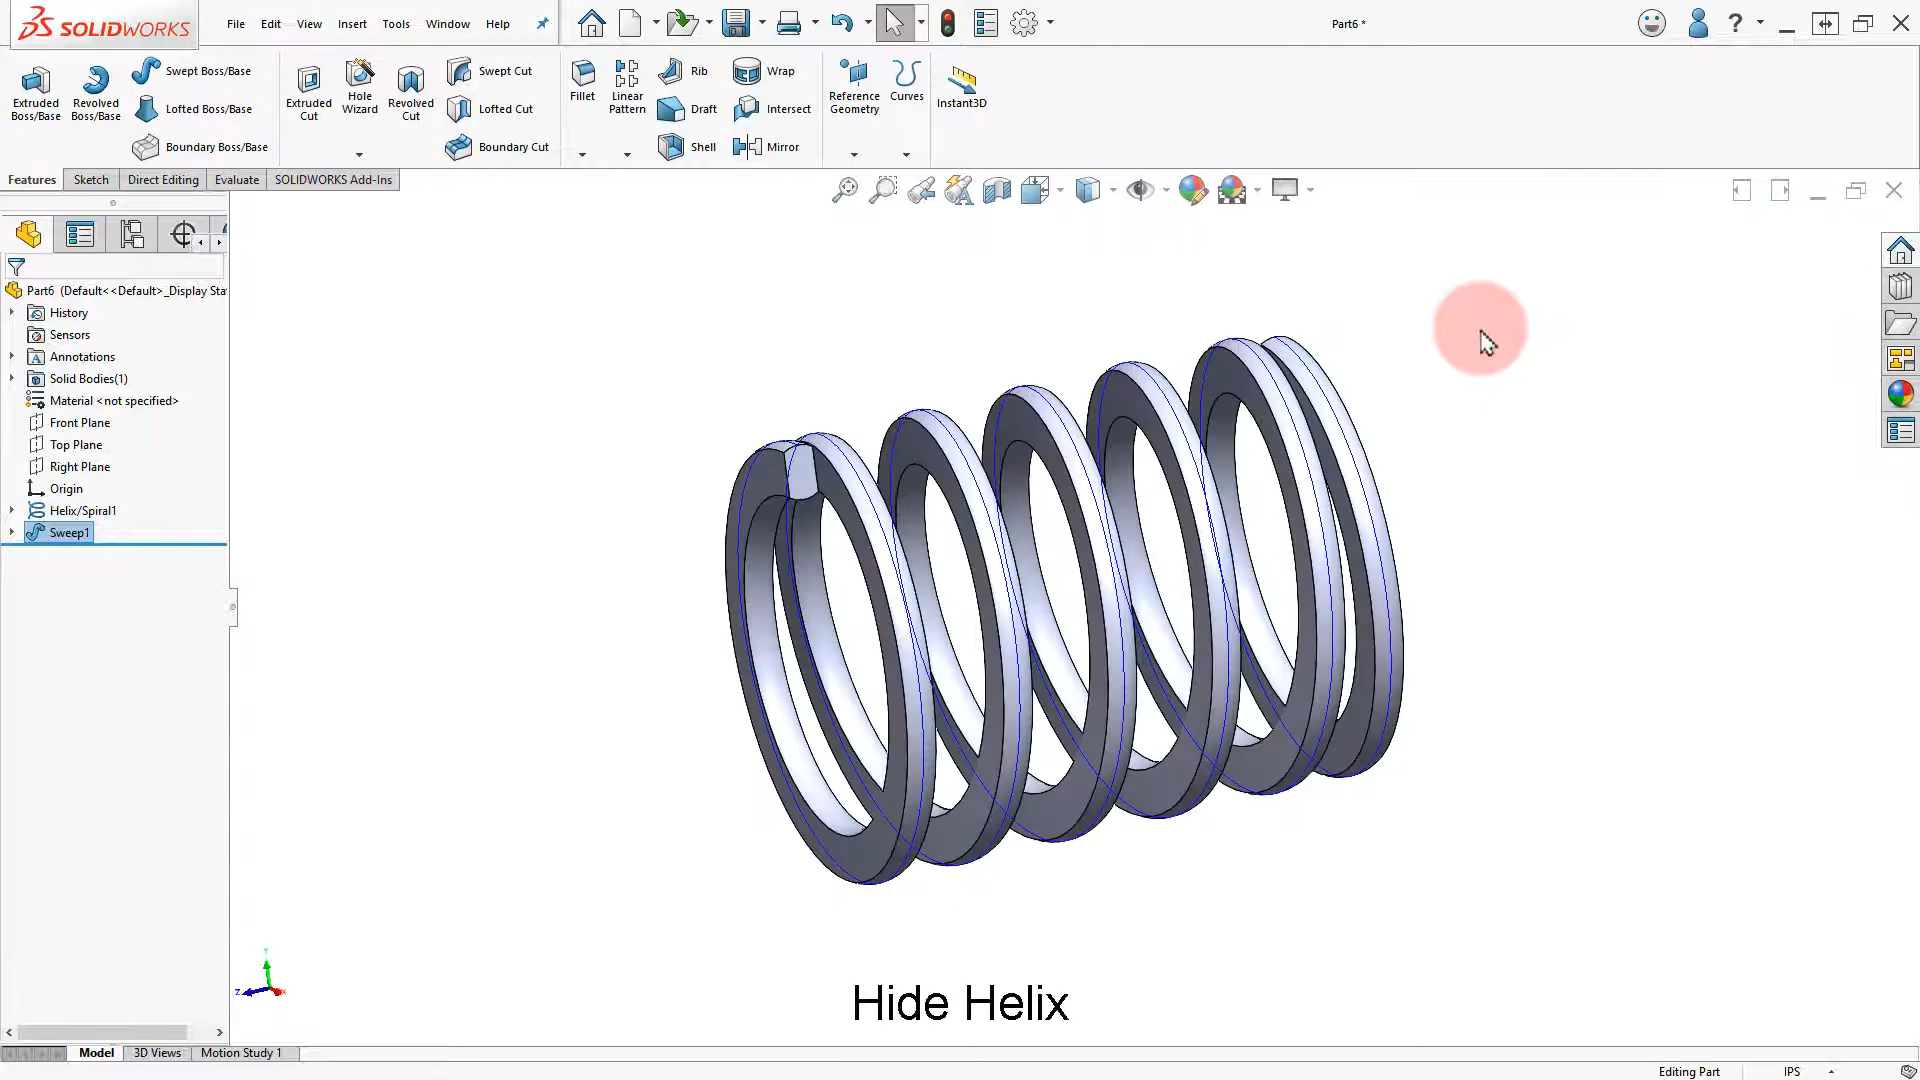 SOLIDWORKS
File Edit View Insert Tools Window Help
Part6 *
Extruded Boss/Base
Revolved Boss/Base
Swept Boss/Base
Lofted Boss/Base
Boundary Boss/Base
Extruded Cut
Hole Wizard
Revolved Cut
Swept Cut
Lofted Cut
Boundary Cut
Fillet
Linear Pattern
Rib
Draft
Shell
Wrap
Intersect
Mirror
Reference Geometry
Curves
Instant3D
Features Sketch Direct Editing Evaluate SOLIDWORKS Add-Ins
Part6 (Default<<Default>_Display Sta
History
Sensors
Annotations
Solid Bodies(1)
Material <not specified>
Front Plane
Top Plane
Right Plane
Origin
Helix/Spiral1
Sweep1
Y
Z
X
Hide Helix
Model 3D Views Motion Study 1
Editing Part IPS